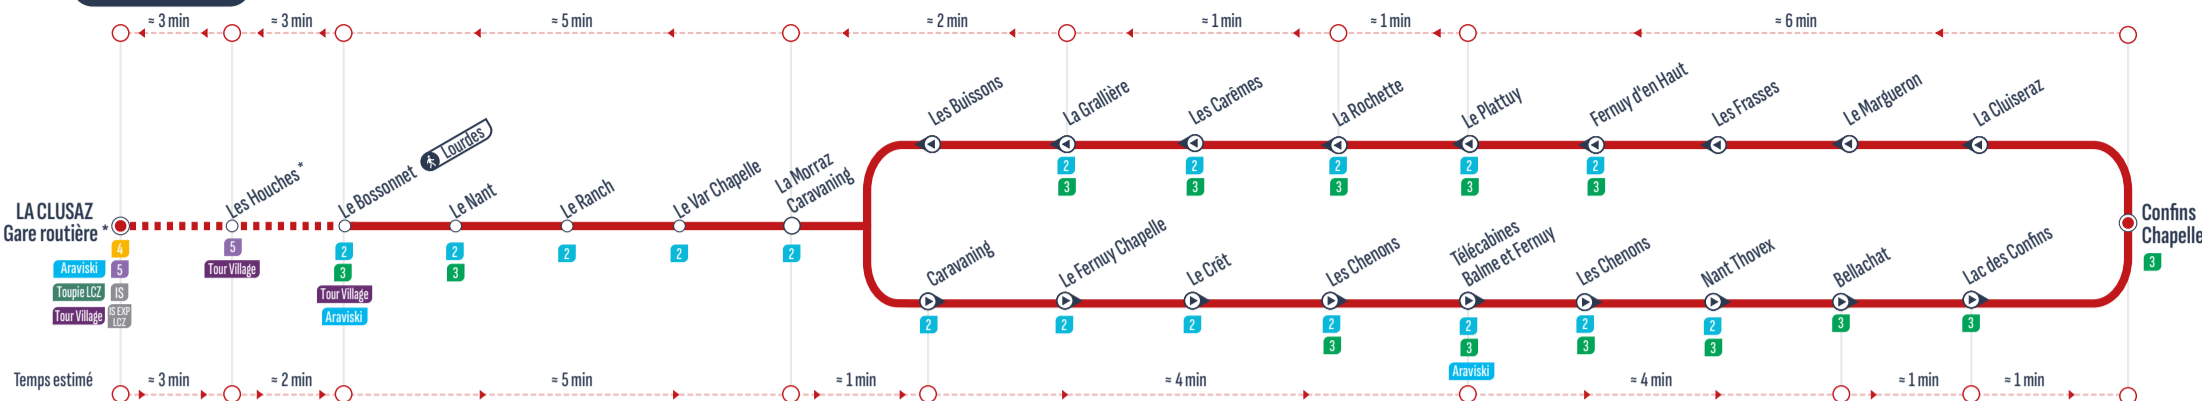 ≈ 3 min
≈ 3 min
≈ 5 min
≈ 2 min
≈ 1 min
≈ 1 min
≈ 6 min
Les Buissons
La Grallière
Les Carêmes
La Rochette
Le Plattuy
Fernuy d'en Haut
Les Frasses
Le Margueron
La Cluiseraz
2
3
2
3
2
3
2
3
2
3
LA CLUSAZ
Gare routière *
Les Houches *
Le Bossonnet
Lourdes
Le Nant
Le Ranch
Le Var Chapelle
La Morraz
Caravaning
Confins
Chapelle
3
4
Araviski
5
Toupie LCZ
IS
Tour Village
IS EXP
LCZ
5
Tour Village
2
3
Tour Village
Araviski
2
3
2
2
2
Caravaning
Le Fernuy Chapelle
Le Crêt
Les Chenons
Télécabines
Balme et Fernuy
Les Chenons
Nant Thovex
Bellachat
Lac des Confins
2
2
2
2
3
2
3
Araviski
2
3
2
3
3
3
Temps estimé
≈ 3 min
≈ 2 min
≈ 5 min
≈ 1 min
≈ 4 min
≈ 4 min
≈ 1 min
≈ 1 min